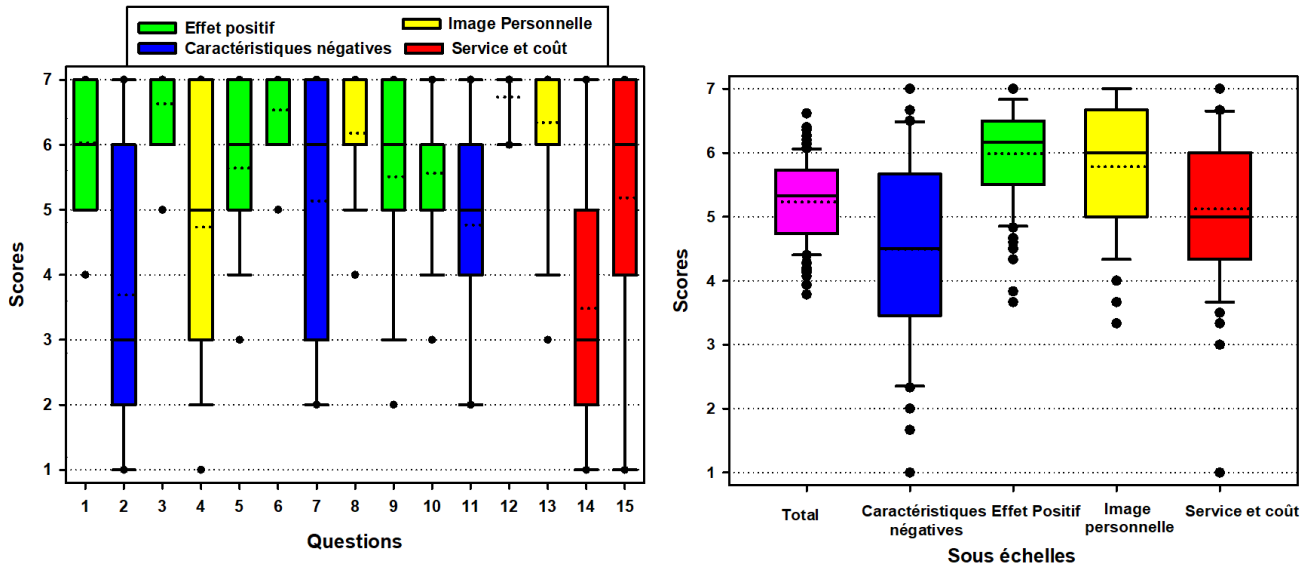 Effet positif
Image Personnelle
Caractéristiques négatives
Service et coût
Scores
7
6
5
4
3
2
1
1 2 3 4 5 6 7 8 9 10 11 12 13 14 15
Questions
Scores
7
6
5
4
3
2
1
Total
Caractéristiques négatives
Effet Positif
Image personnelle
Service et coût
Sous échelles